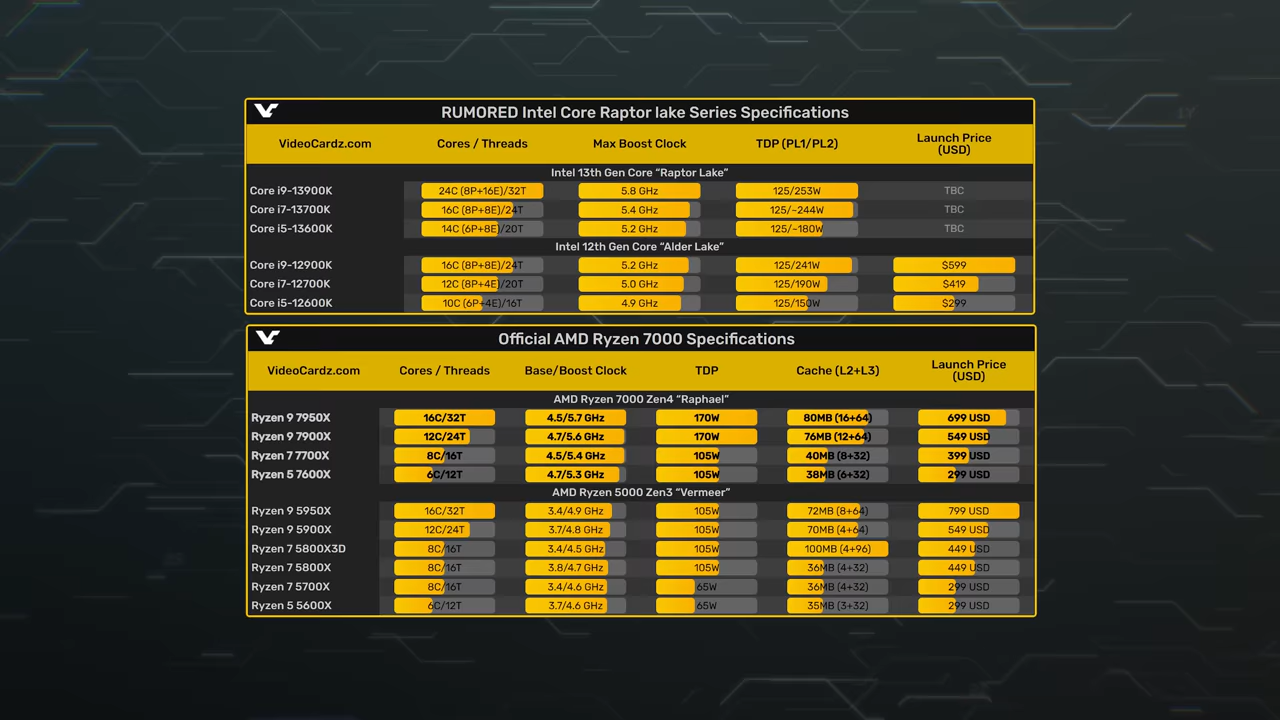 RUMORED Intel Core Raptor lake Series Specifications
VideoCardz.com Cores / Threads Max Boost Clock TDP (PL1/PL2) Launch Price (USD)
Intel 13th Gen Core “Raptor Lake”
Core i9-13900K 24C (8P+16E)/32T 5.8 GHz 125/253W TBC
Core i7-13700K 16C (8P+8E)/24T 5.4 GHz 125/~244W TBC
Core i5-13600K 14C (6P+8E)/20T 5.2 GHz 125/~180W TBC
Intel 12th Gen Core “Alder Lake”
Core i9-12900K 16C (8P+8E)/24T 5.2 GHz 125/241W $599
Core i7-12700K 12C (8P+4E)/20T 5.0 GHz 125/190W $419
Core i5-12600K 10C (6P+4E)/16T 4.9 GHz 125/150W $299
Official AMD Ryzen 7000 Specifications
VideoCardz.com Cores / Threads Base/Boost Clock TDP Cache (L2+L3) Launch Price (USD)
AMD Ryzen 7000 Zen4 “Raphael”
Ryzen 9 7950X 16C/32T 4.5/5.7 GHz 170W 80MB (16+64) 699 USD
Ryzen 9 7900X 12C/24T 4.7/5.6 GHz 170W 76MB (12+64) 549 USD
Ryzen 7 7700X 8C/16T 4.5/5.4 GHz 105W 40MB (8+32) 399 USD
Ryzen 5 7600X 6C/12T 4.7/5.3 GHz 105W 38MB (6+32) 299 USD
AMD Ryzen 5000 Zen3 “Vermeer”
Ryzen 9 5950X 16C/32T 3.4/4.9 GHz 105W 72MB (8+64) 799 USD
Ryzen 9 5900X 12C/24T 3.7/4.8 GHz 105W 70MB (4+64) 549 USD
Ryzen 7 5800X3D 8C/16T 3.4/4.5 GHz 105W 100MB (4+96) 449 USD
Ryzen 7 5800X 8C/16T 3.8/4.7 GHz 105W 36MB (4+32) 449 USD
Ryzen 7 5700X 8C/16T 3.4/4.6 GHz 65W 36MB (4+32) 299 USD
Ryzen 5 5600X 6C/12T 3.7/4.6 GHz 65W 35MB (3+32) 299 USD